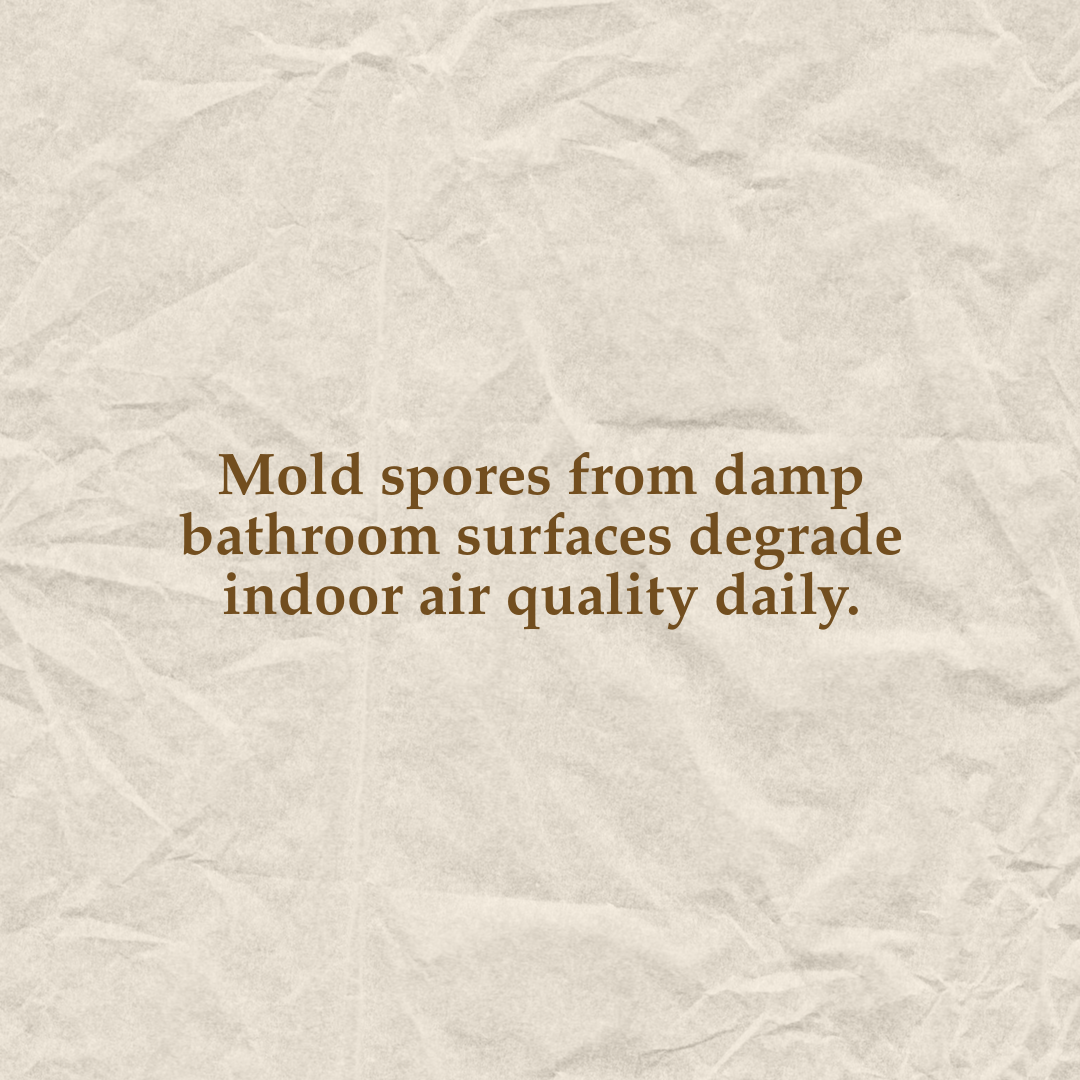 Mold spores from damp
bathroom surfaces degrade
indoor air quality daily.